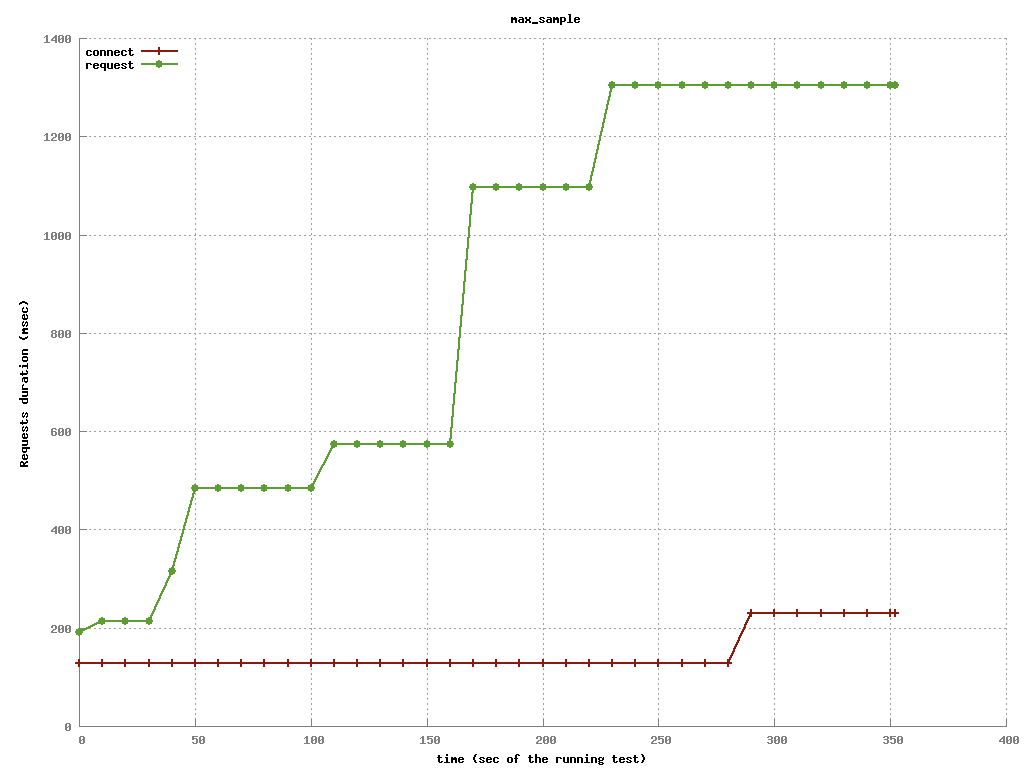 max_sample
connect
request
1400
1200
1000
800
600
400
200
0
Requests duration (msec)
0 50 100 150 200 250 300 350 400
time (sec of the running test)